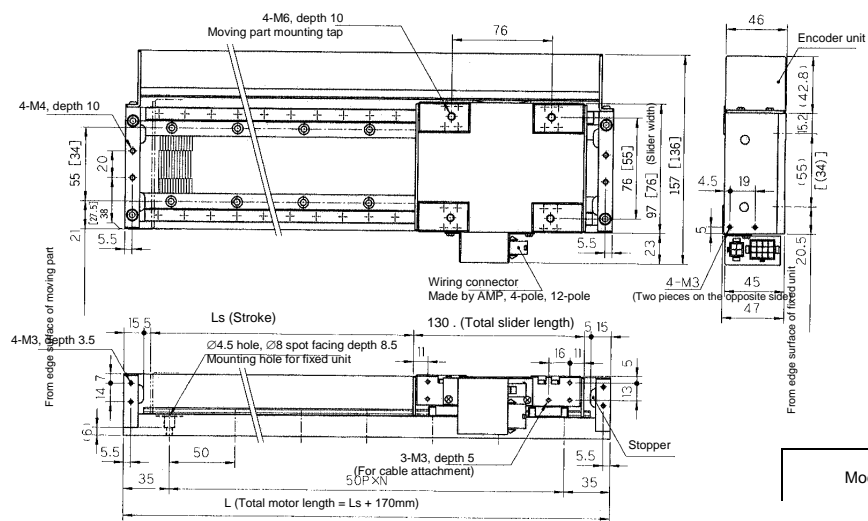 4-M6, depth 10
Moving part mounting tap
76
46
Encoder unit
4-M4, depth 10
55 [34]
20
[27.5]
38
21
5.5
76 [55]
97 [76] (Slider width)
157 [136]
23
5.5
(42.8)
5.2
(55)
[(34)]
4.5
19
5
20.5
4-M3
(Two pieces on the opposite side)
45
47
Wiring connector
Made by AMP, 4-pole, 12-pole
From edge surface of moving part
From edge surface of fixed unit
Ls (Stroke)
130 . (Total slider length)
15
5
5
15
4-M3, depth 3.5
Ø4.5 hole, Ø8 spot facing depth 8.5
Mounting hole for fixed unit
11
16
11
5
13
7
14
(6)
5.5
50
3-M3, depth 5
(For cable attachment)
Stopper
5.5
35
50P×N
35
L (Total motor length = Ls + 170mm)
Mo